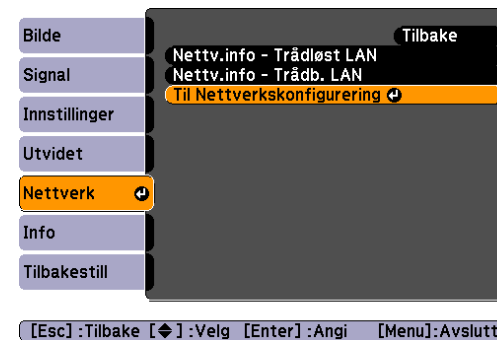 Bilde
Signal
Innstillinger
Utvidet
Nettverk
Info
Tilbakestill
Tilbake
Nettv.info - Trådløst LAN
Nettv.info - Trådb. LAN
Til Nettverkskonfigurering
[Esc] :Tilbake [] :Velg [Enter] :Angi [Menu]:Avslutt